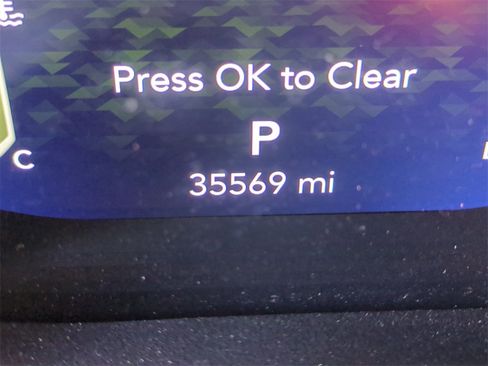 Press OK to Clear
P
C
35569 mi